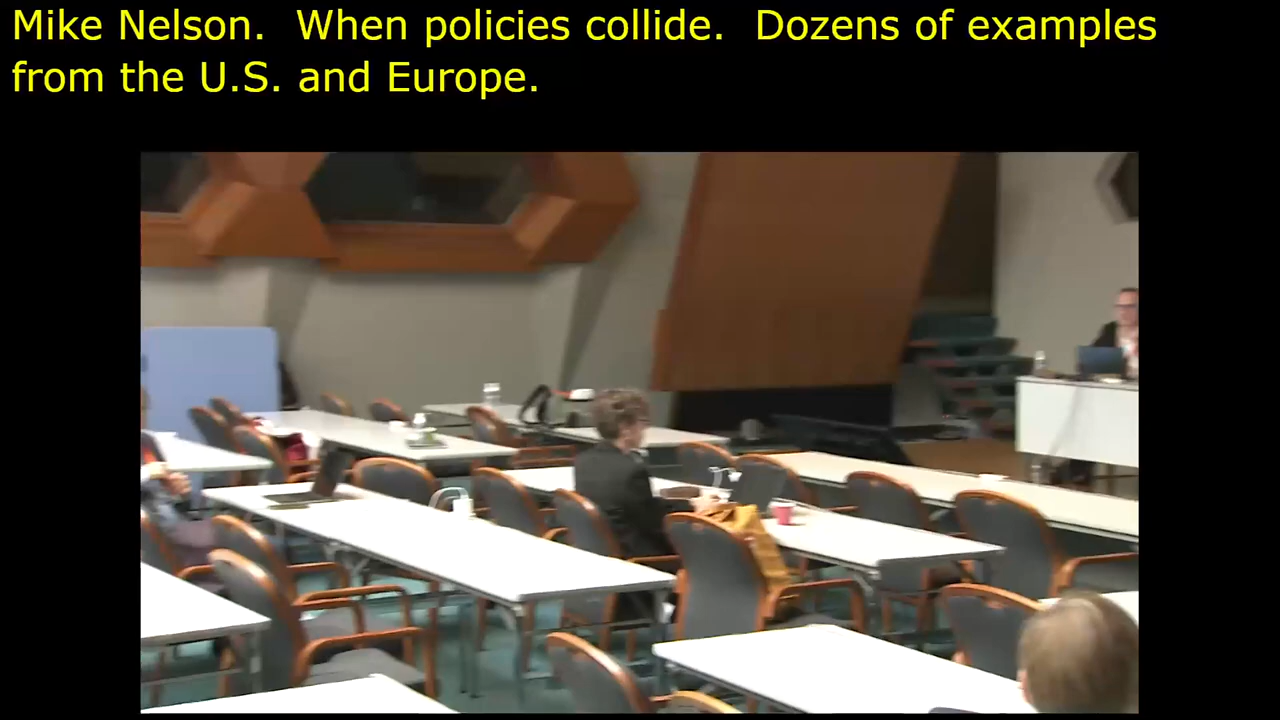 Mike Nelson.  When policies collide.  Dozens of examples
from the U.S. and Europe.